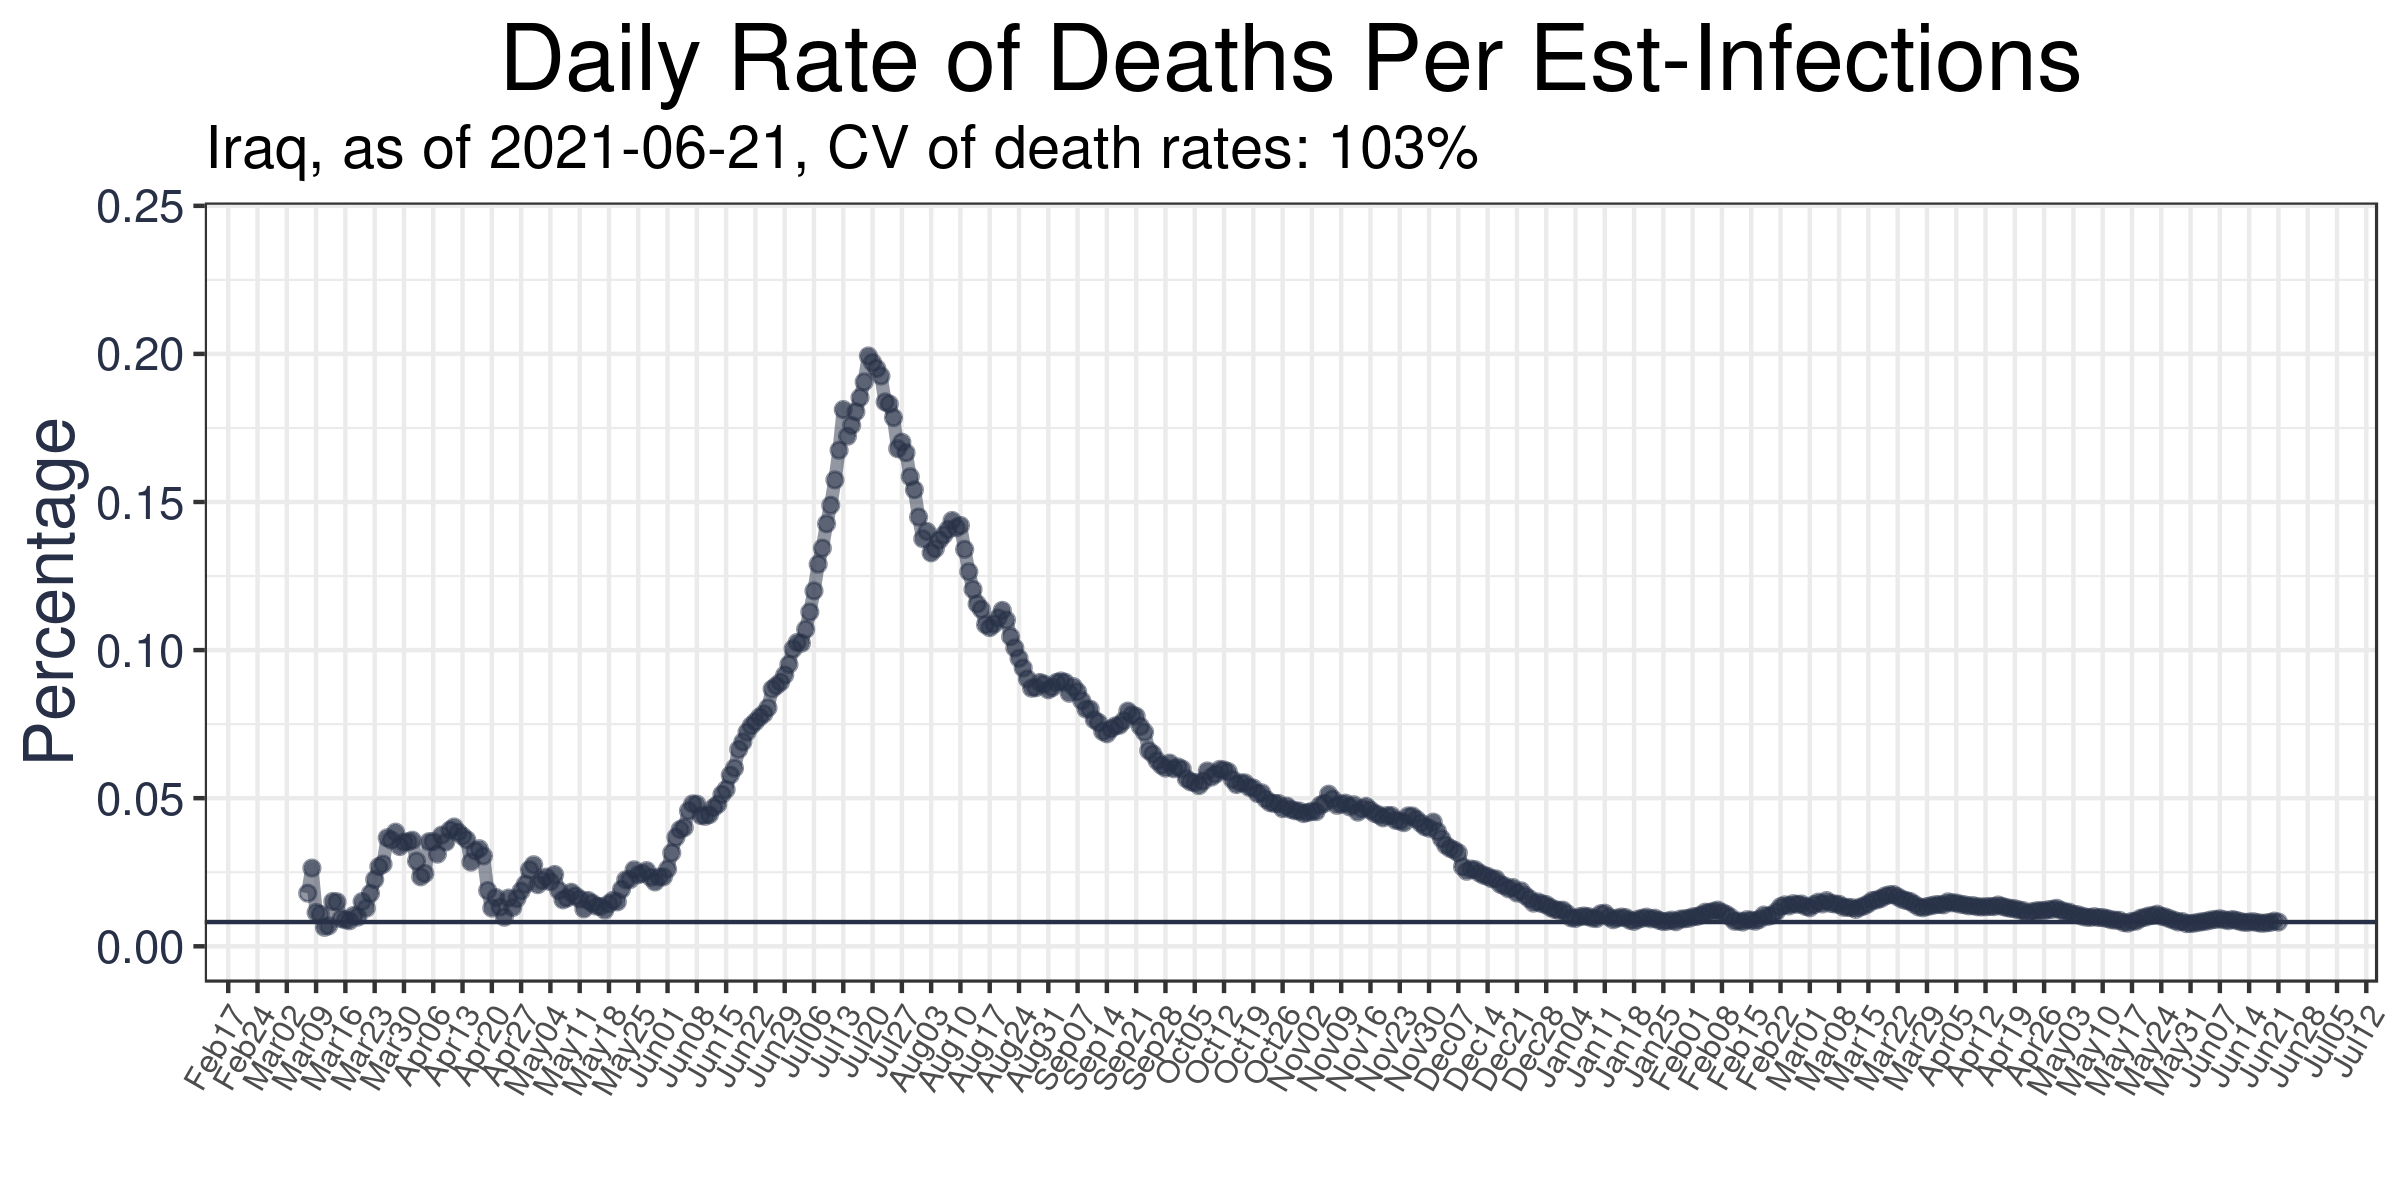 Daily Rate of Deaths Per Est-Infections
Iraq, as of 2021-06-21, CV of death rates: 103%
Percentage
0.25
0.20
0.15
0.10
0.05
0.00
Feb17
Feb24
Mar02
Mar09
Mar16
Mar23
Mar30
Apr06
Apr13
Apr20
Apr27
May04
May11
May18
May25
Jun01
Jun08
Jun15
Jun22
Jun29
Jul06
Jul13
Jul20
Jul27
Aug03
Aug10
Aug17
Aug24
Aug31
Sep07
Sep14
Sep21
Sep28
Oct05
Oct12
Oct19
Oct26
Nov02
Nov09
Nov16
Nov23
Nov30
Dec07
Dec14
Dec21
Dec28
Jan04
Jan11
Jan18
Jan25
Feb01
Feb08
Feb15
Feb22
Mar01
Mar08
Mar15
Mar22
Mar29
Apr05
Apr12
Apr19
Apr26
May03
May10
May17
May24
May31
Jun07
Jun14
Jun21
Jun28
Jul05
Jul12